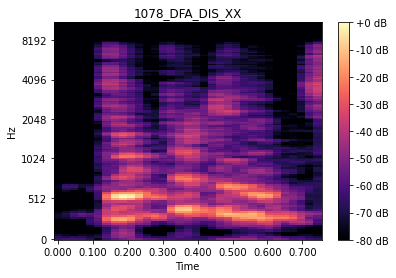 1078_DFA_DIS_XX
8192
4096
2048
1024
512
0
Hz
0.000 0.100 0.200 0.300 0.400 0.500 0.600 0.700
Time
+0 dB
-10 dB
-20 dB
-30 dB
-40 dB
-50 dB
-60 dB
-70 dB
-80 dB